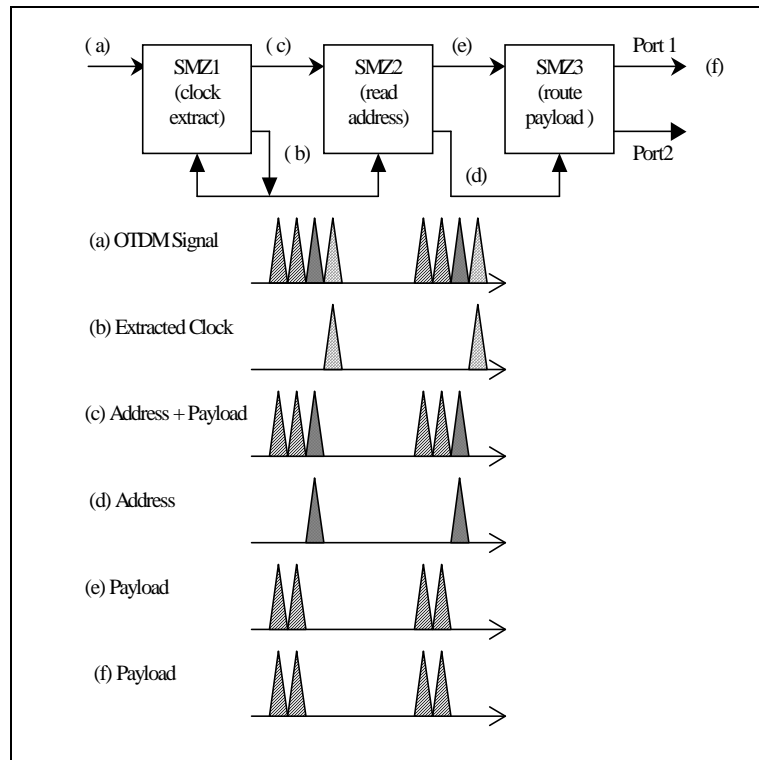 ( a)
( c)
(e)
Port 1
(f)
SMZ1
(clock
extract)
SMZ2
(read
address)
SMZ3
(route
payload )
( b)
(d)
Port2
(a) OTDM Signal
(b) Extracted Clock
(c) Address + Payload
(d) Address
(e) Payload
(f) Payload